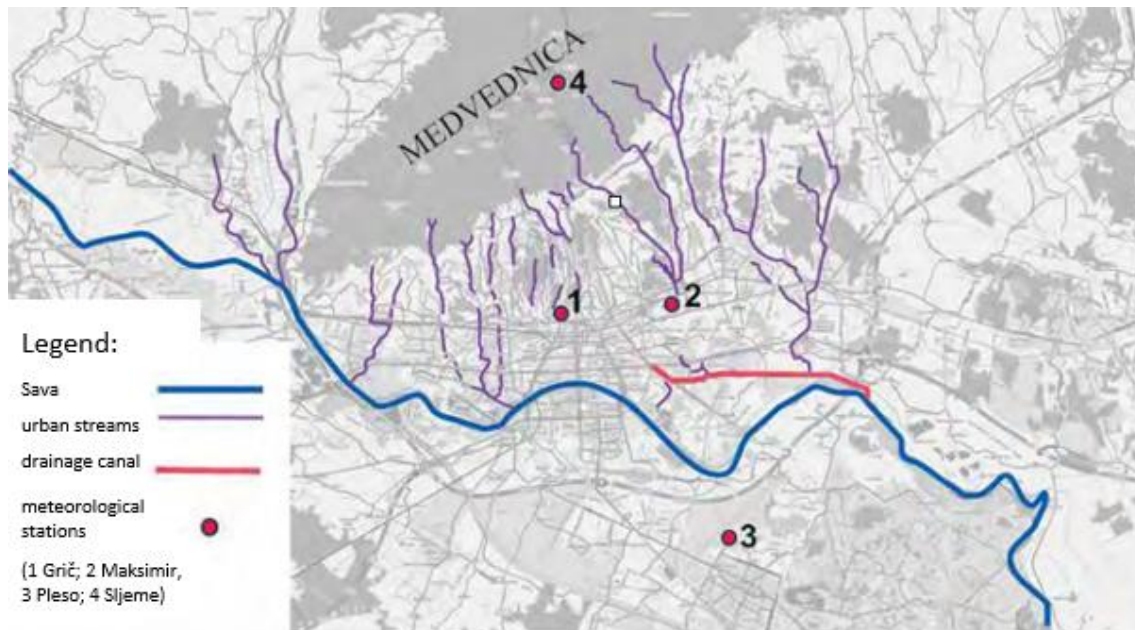 MEDVEDNICA
4
1
2
3
Legend:
Sava
urban streams
drainage canal
meteorological
stations
(1 Grič; 2 Maksimir,
3 Pleso; 4 Sljeme)